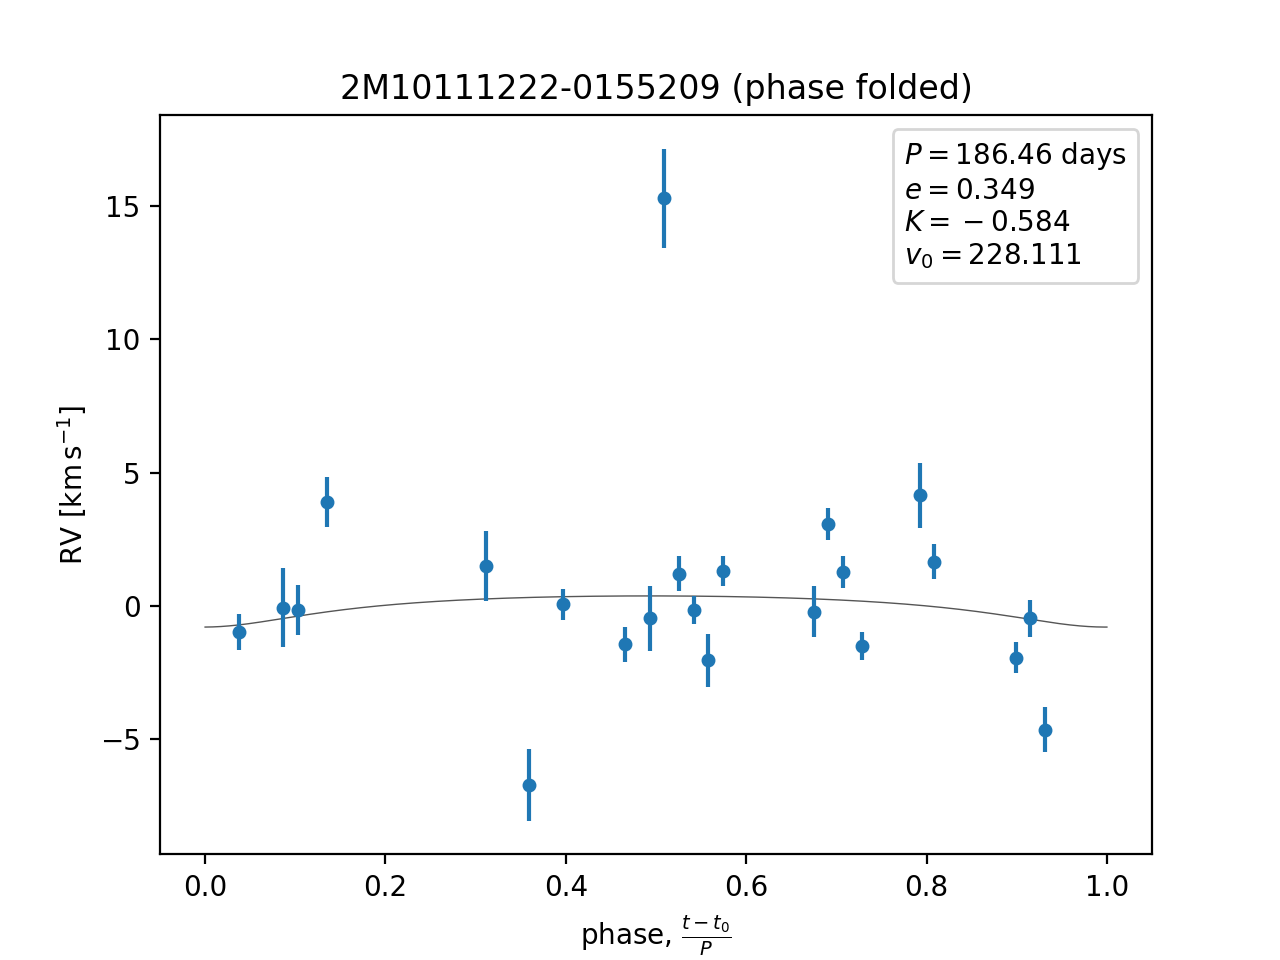 2M10111222-0155209 (phase folded)
P = 186.46 days
e = 0.349
K = −0.584
v₀ = 228.111
15
10
5
0
−5
RV [km s⁻¹]
0.0 0.2 0.4 0.6 0.8 1.0
phase, (t − t₀)/P